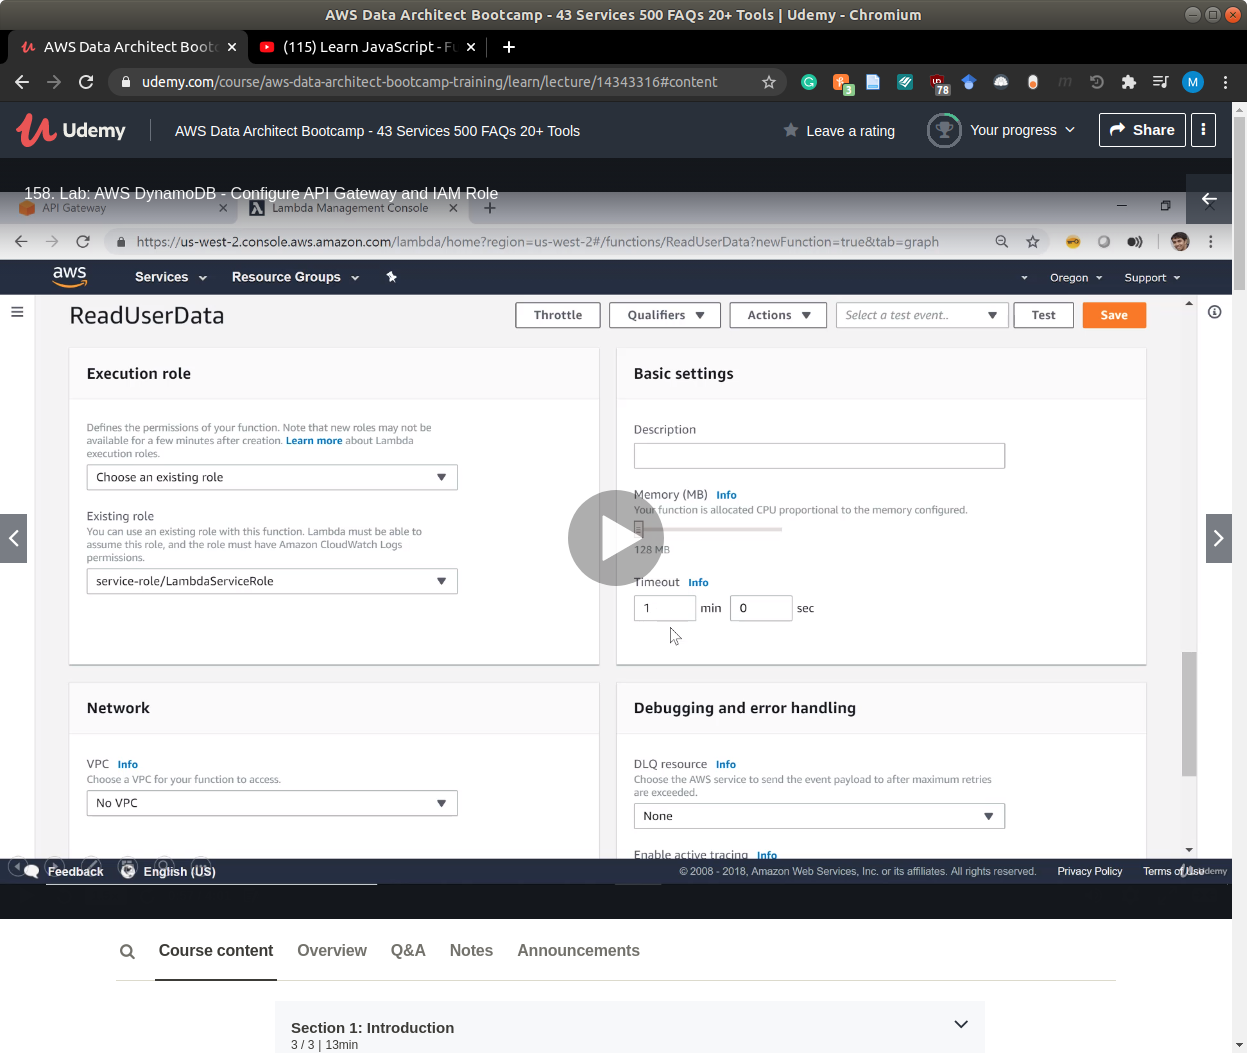 AWS Data Architect Bootcamp - 43 Services 500 FAQs 20+ Tools | Udemy - Chromium
AWS Data Architect Bootc
(115) Learn JavaScript - Fu
udemy.com/course/aws-data-architect-bootcamp-training/learn/lecture/14343316#content
3
78
M
Udemy
AWS Data Architect Bootcamp - 43 Services 500 FAQs 20+ Tools
Leave a rating
Your progress
Share
158. Lab: AWS DynamoDB - Configure API Gateway and IAM Role
API Gateway
Lambda Management Console
https://us-west-2.console.aws.amazon.com/lambda/home?region=us-west-2#/functions/ReadUserData?newFunction=true&tab=graph
aws
Services
Resource Groups
Oregon
Support
ReadUserData
Throttle
Qualifiers
Actions
Select a test event..
Test
Save
Execution role
Defines the permissions of your function. Note that new roles may not be
available for a few minutes after creation. Learn more about Lambda
execution roles.
Choose an existing role
Existing role
You can use an existing role with this function. Lambda must be able to
assume this role, and the role must have Amazon CloudWatch Logs
permissions.
service-role/LambdaServiceRole
Basic settings
Description
Memory (MB) Info
Your function is allocated CPU proportional to the memory configured.
128 MB
Timeout Info
1 min 0 sec
Network
VPC Info
Choose a VPC for your function to access.
No VPC
Debugging and error handling
DLQ resource Info
Choose the AWS service to send the event payload to after maximum retries
are exceeded.
None
Enable active tracing Info
Feedback
English (US)
© 2008 - 2018, Amazon Web Services, Inc. or its affiliates. All rights reserved.
Privacy Policy
Terms of Use
Udemy
Course content
Overview
Q&A
Notes
Announcements
Section 1: Introduction
3 / 3 | 13min